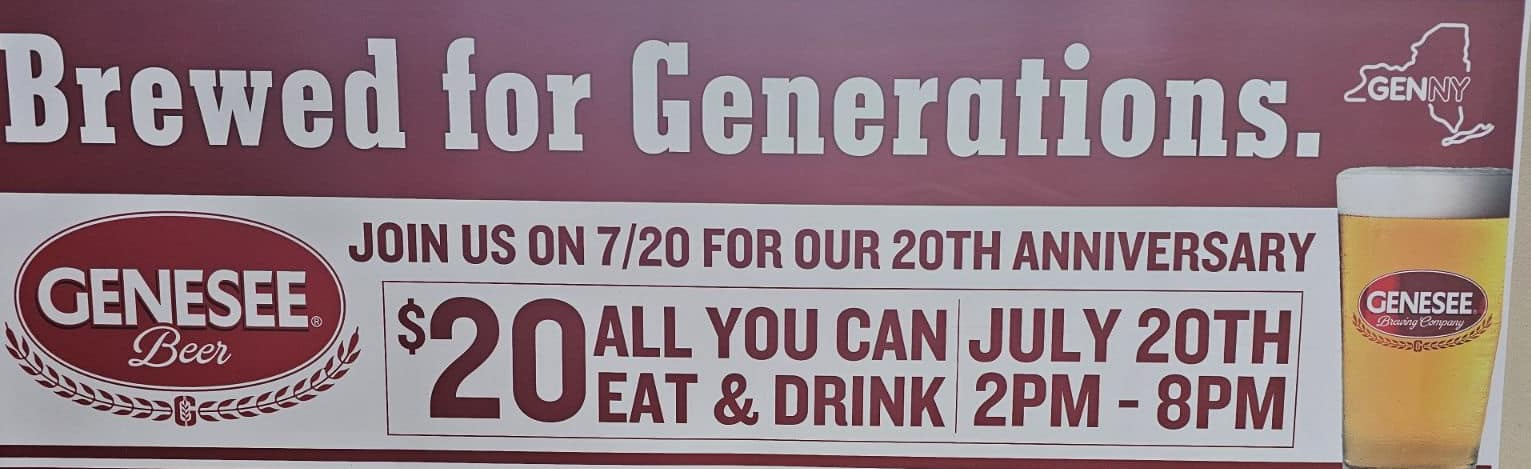 Brewed for Generations.
GENNY
GENESEE®
Beer
JOIN US ON 7/20 FOR OUR 20TH ANNIVERSARY
$20 ALL YOU CAN
EAT & DRINK
JULY 20TH
2PM - 8PM
GENESEE®
Brewing Company
G
G